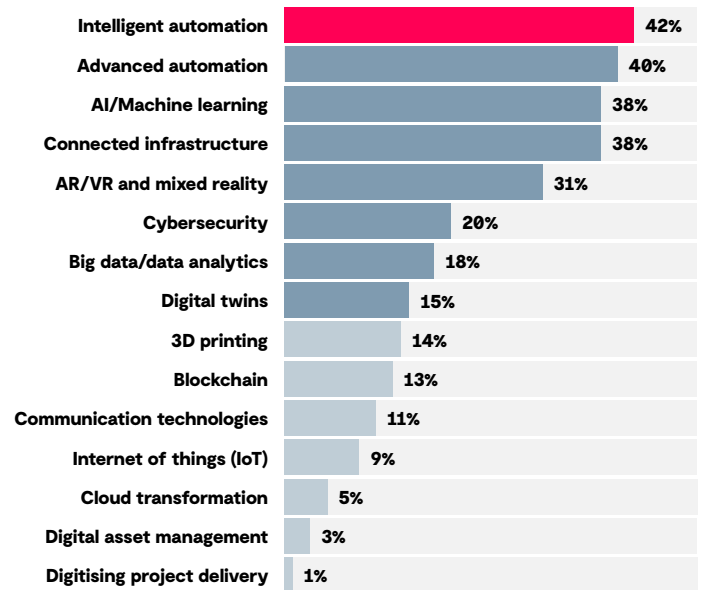 Intelligent automation 42%
Advanced automation 40%
AI/Machine learning 38%
Connected infrastructure 38%
AR/VR and mixed reality 31%
Cybersecurity 20%
Big data/data analytics 18%
Digital twins 15%
3D printing 14%
Blockchain 13%
Communication technologies 11%
Internet of things (IoT) 9%
Cloud transformation 5%
Digital asset management 3%
Digitising project delivery 1%